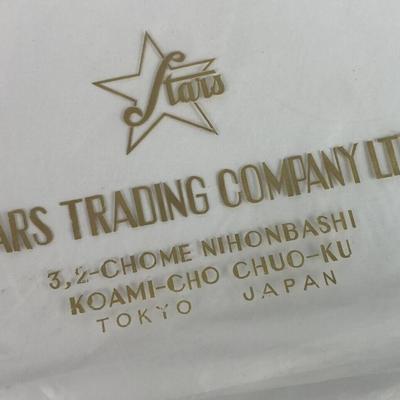 Stars
ARS TRADING COMPANY LT
3, 2-CHOME NIHONBASHI
KOAMI-CHO CHUO-KU
TOKYO JAPAN